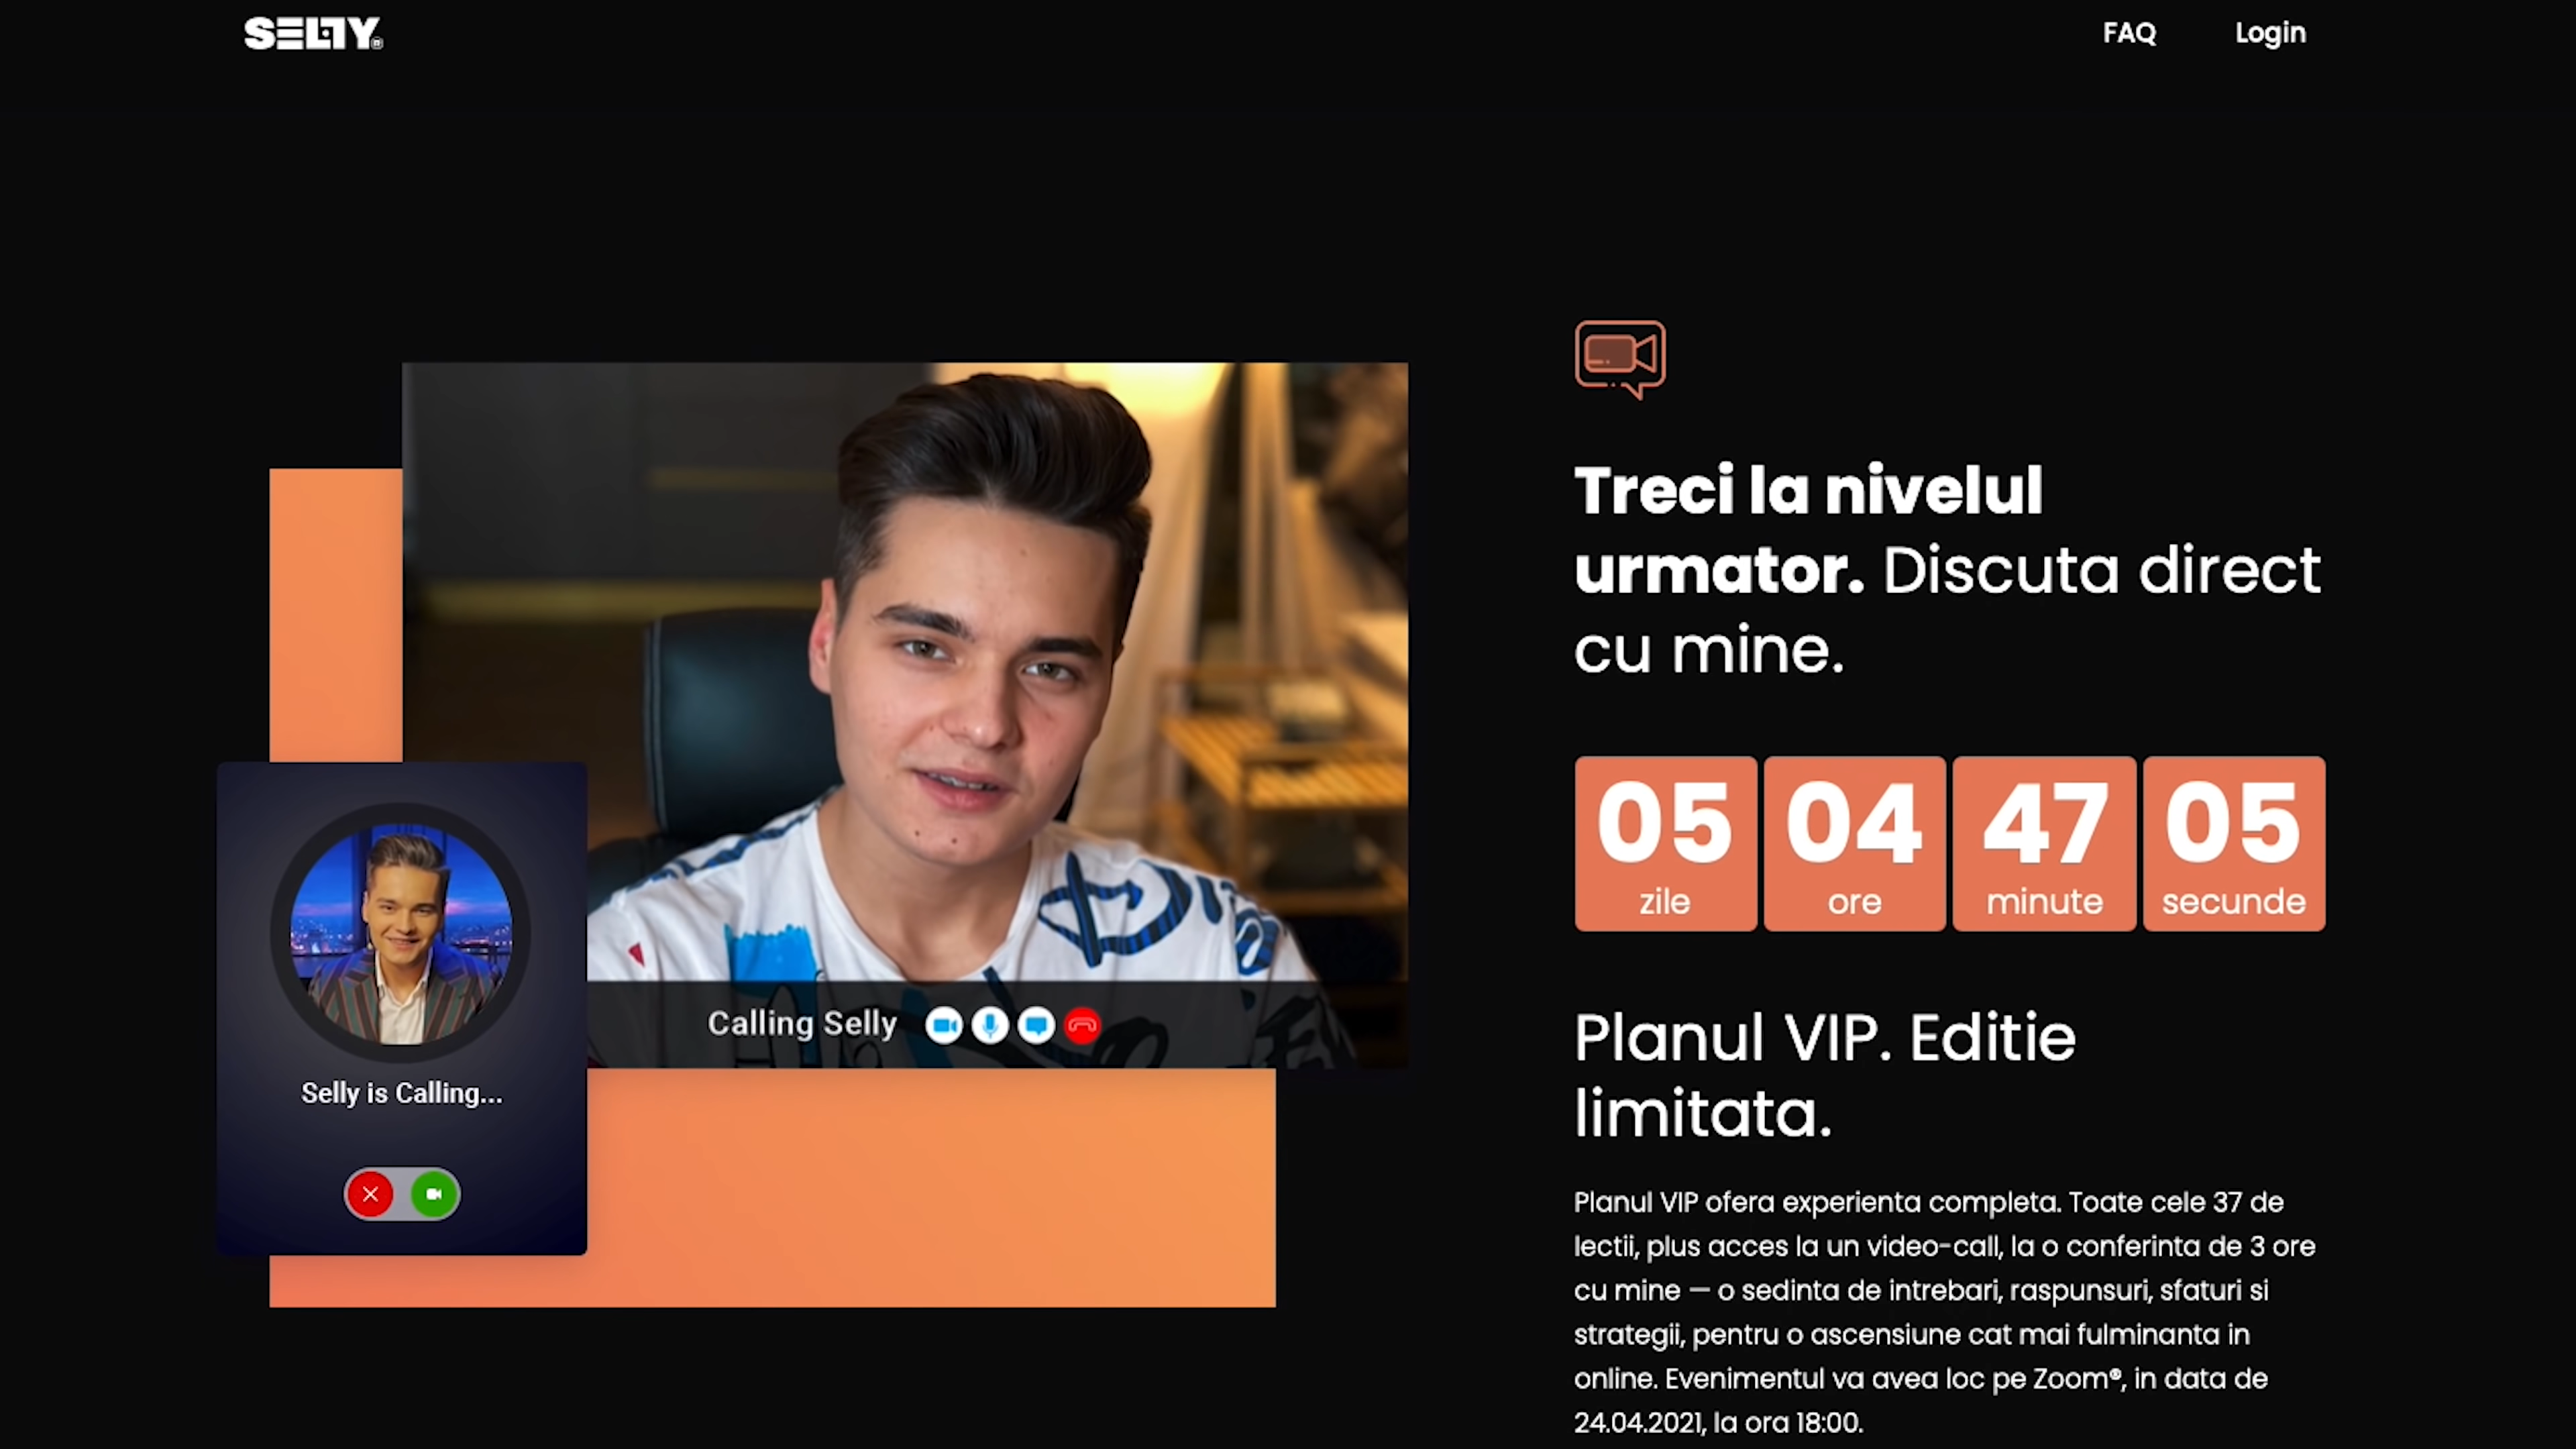 SELLY®
FAQ Login
Treci la nivelul
urmator. Discuta direct
cu mine.
05 04 47 05
zile ore minute secunde
Calling Selly
Selly is Calling...
Planul VIP. Editie
limitata.
Planul VIP ofera experienta completa. Toate cele 37 de
lectii, plus acces la un video-call, la o conferinta de 3 ore
cu mine — o sedinta de intrebari, raspunsuri, sfaturi si
strategii, pentru o ascensiune cat mai fulminanta in
online. Evenimentul va avea loc pe Zoom®, in data de
24.04.2021, la ora 18:00.